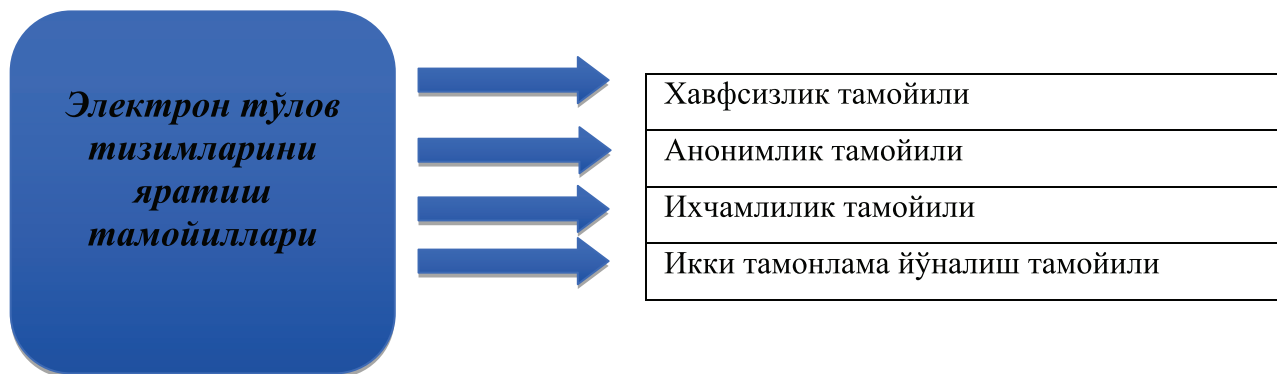 Электрон тўлов
тизимларини
яратиш
тамойиллари
Хавфсизлик тамойили
Анонимлик тамойили
Ихчамлилик тамойили
Икки тамонлама йўналиш тамойили